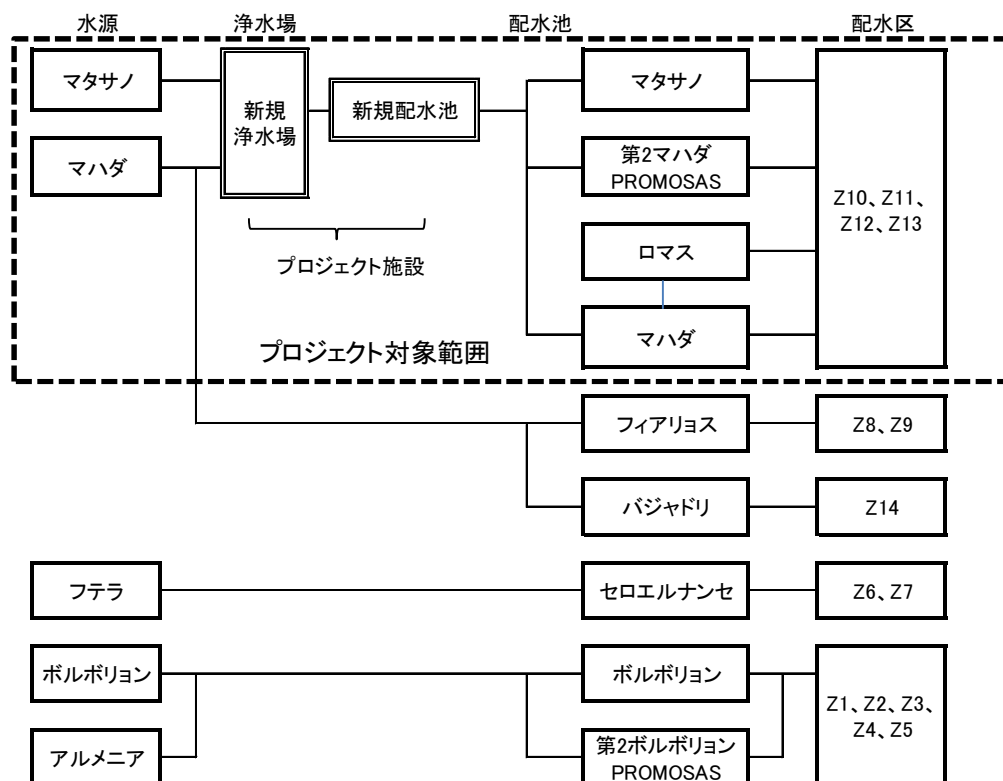 水源
浄水場
配水池
配水区
マタサノ
マハダ
新規
浄水場
新規配水池
プロジェクト施設
マタサノ
第2マハダ
PROMOSAS
ロマス
マハダ
Z10、Z11、
Z12、Z13
プロジェクト対象範囲
フィアリョス
Z8、Z9
バジャドリ
Z14
フテラ
セロエルナンセ
Z6、Z7
ボルボリョン
アルメニア
ボルボリョン
第2ボルボリョン
PROMOSAS
Z1、Z2、Z3、
Z4、Z5